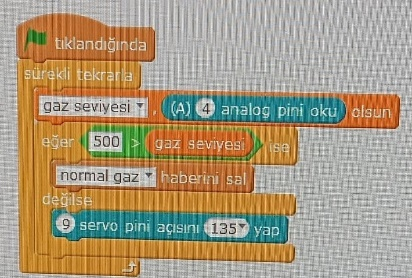 tıklandığında
sürekli tekrarla
gaz seviyesi , (A) 4 analog pini oku olsun
eğer 500 > gaz seviyesi ise
normal gaz haberini sal
değilse
9 servo pini açısını 135 yap